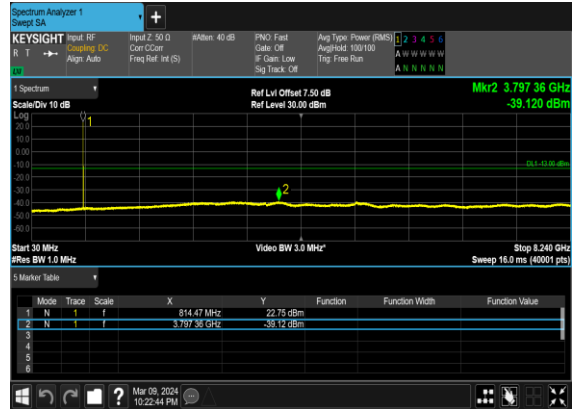 Spectrum Analyzer 1
Swept SA
+
KEYSIGHT Input: RF Input Z: 50 Ω #Atten: 40 dB PNO: Fast Avg Type: Power (RMS) 1 2 3 4 5 6
R T Coupling: DC Corr CCorr Gate: Off Avg|Hold: 100/100 A W W W W W
Align: Auto Freq Ref: Int (S) IF Gain: Low Trig: Free Run
Sig Track: Off A N N N N N
1 Spectrum Ref Lvl Offset 7.50 dB Mkr2 3.797 36 GHz
Scale/Div 10 dB Ref Level 30.00 dBm -39.120 dBm
Log
20.0
10.0
0.00
-10.0
-20.0
-30.0
-40.0
-50.0
-60.0
1
2
DL1 -13.00 dBm
Start 30 MHz Video BW 3.0 MHz* Stop 8.240 GHz
#Res BW 1.0 MHz Sweep 16.0 ms (40001 pts)
5 Marker Table
Mode Trace Scale X Y Function Function Width Function Value
1 N 1 f 814.47 MHz 22.75 dBm
2 N 1 f 3.797 36 GHz -39.12 dBm
3
4
5
6
? Mar 09, 2024
10:22:44 PM